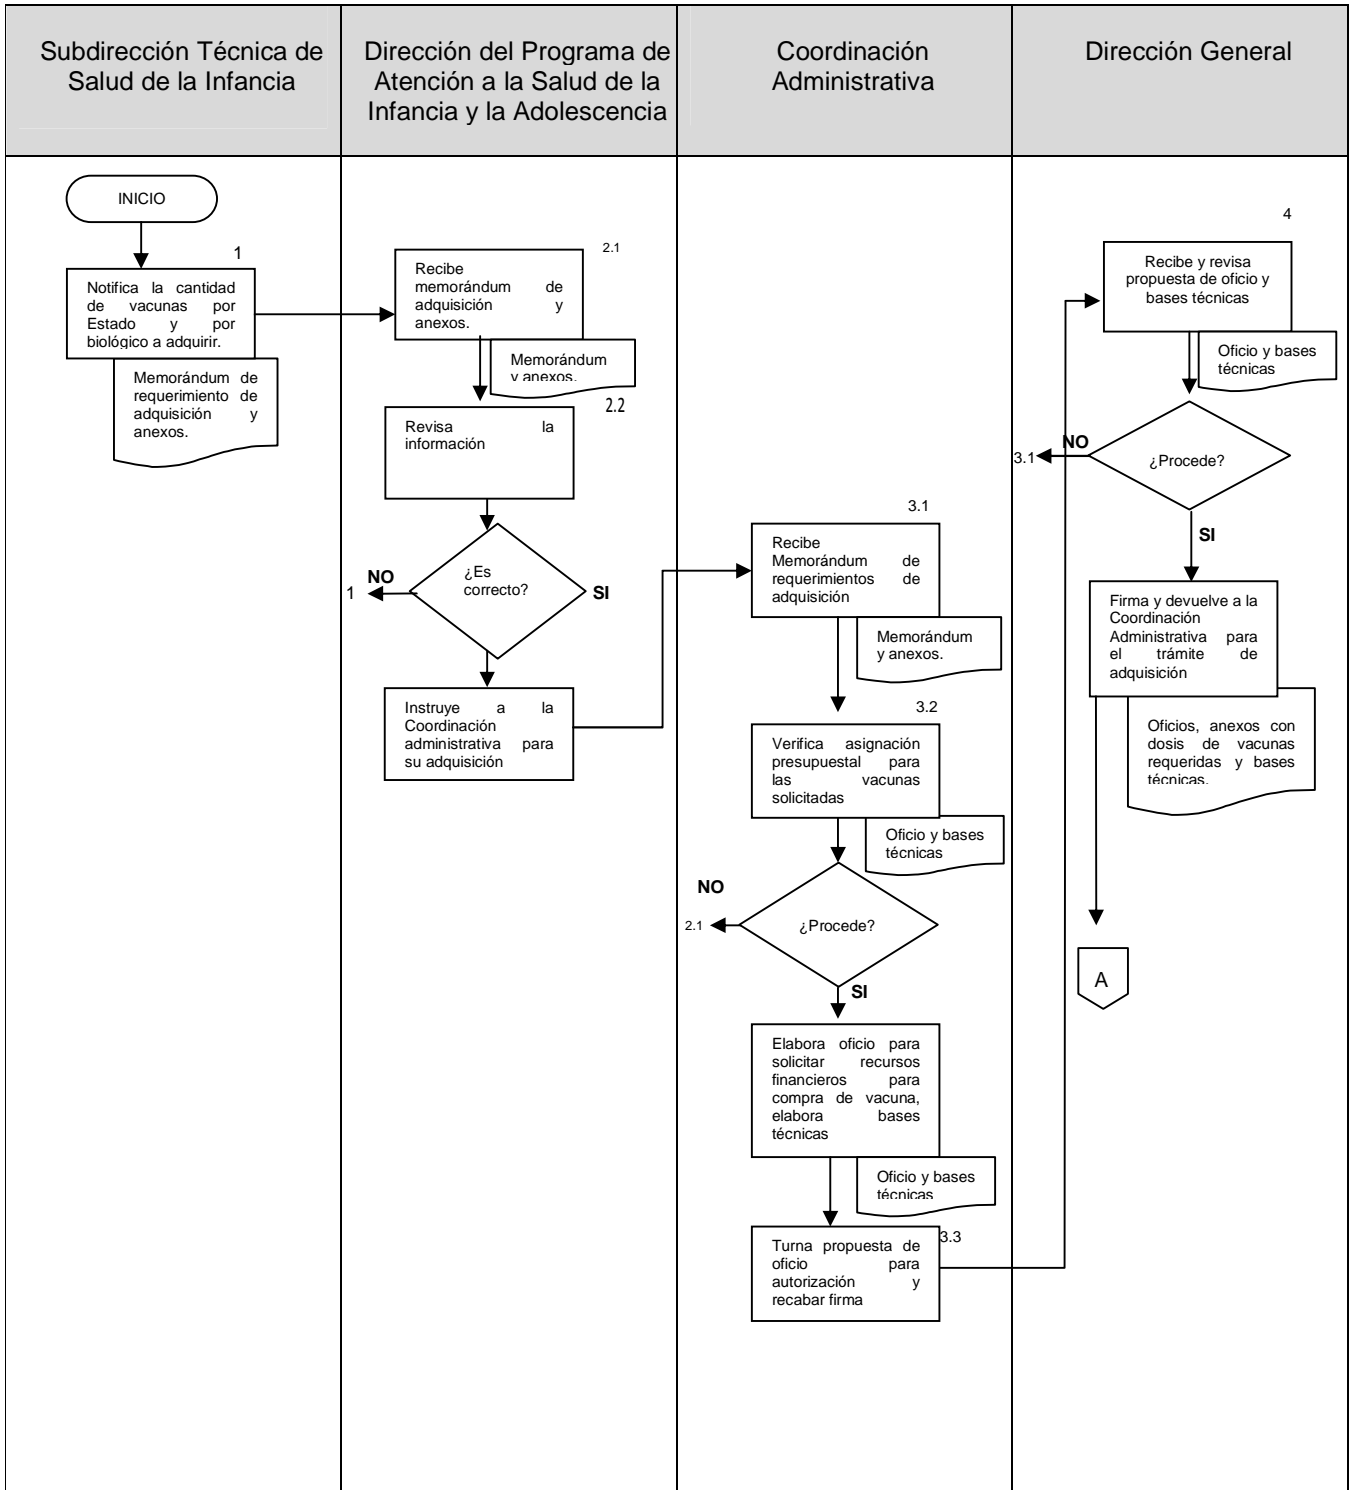 Subdirección Técnica de
Salud de la Infancia
Dirección del Programa de
Atención a la Salud de la
Infancia y la Adolescencia
Coordinación
Administrativa
Dirección General
INICIO
1
Notifica la cantidad
de vacunas por
Estado y por
biológico a adquirir.
Memorándum de
requerimiento de
adquisición y
anexos.
2.1
Recibe
memorándum de
adquisición y
anexos.
Memorándum
y anexos.
2.2
Revisa la
información
¿Es
correcto?
NO
1
SI
Instruye a la
Coordinación
administrativa para
su adquisición
3.1
Recibe
Memorándum de
requerimientos de
adquisición
Memorándum
y anexos.
3.2
Verifica asignación
presupuestal para
las vacunas
solicitadas
Oficio y bases
técnicas
NO
2.1
¿Procede?
SI
Elabora oficio para
solicitar recursos
financieros para
compra de vacuna,
elabora bases
técnicas
Oficio y bases
técnicas
3.3
Turna propuesta de
oficio para
autorización y
recabar firma
4
Recibe y revisa
propuesta de oficio y
bases técnicas
Oficio y bases
técnicas
NO
3.1
¿Procede?
SI
Firma y devuelve a la
Coordinación
Administrativa para
el trámite de
adquisición
Oficios, anexos con
dosis de vacunas
requeridas y bases
técnicas.
A